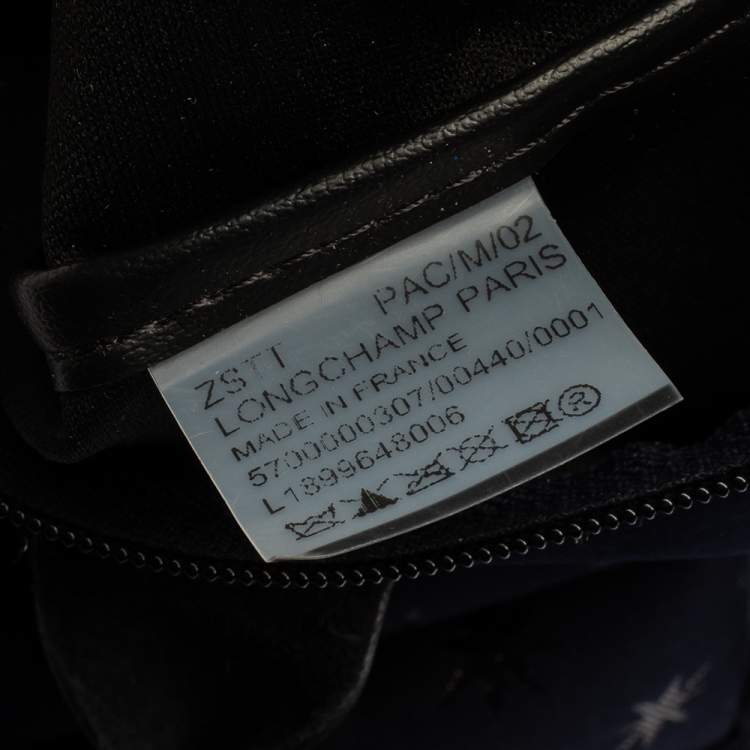 PAC/M/02
ZSTT
LONGCHAMP PARIS
MADE IN FRANCE
5700000307/00440/0001
L1899648006
®